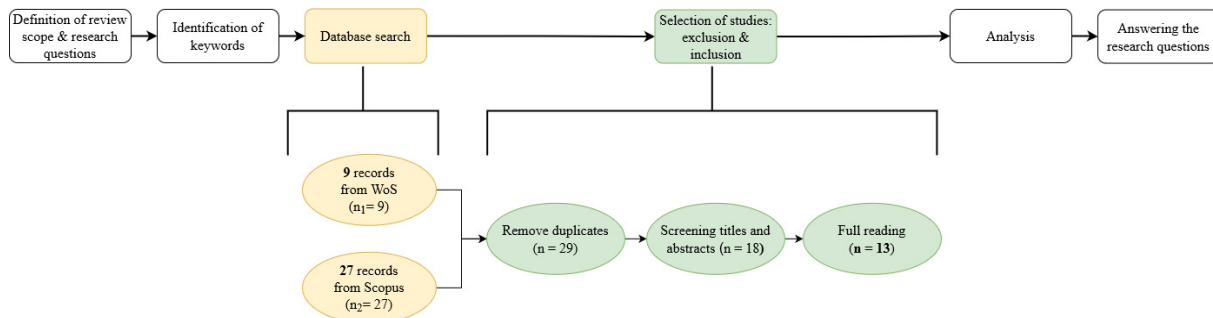 Definition of review
scope & research
questions
Identification of
keywords
Database search
Selection of studies:
exclusion &
inclusion
Analysis
Answering the
research questions
9 records
from WoS
(n₁= 9)
27 records
from Scopus
(n₂= 27)
Remove duplicates
(n = 29)
Screening titles and
abstracts (n = 18)
Full reading
(n = 13)